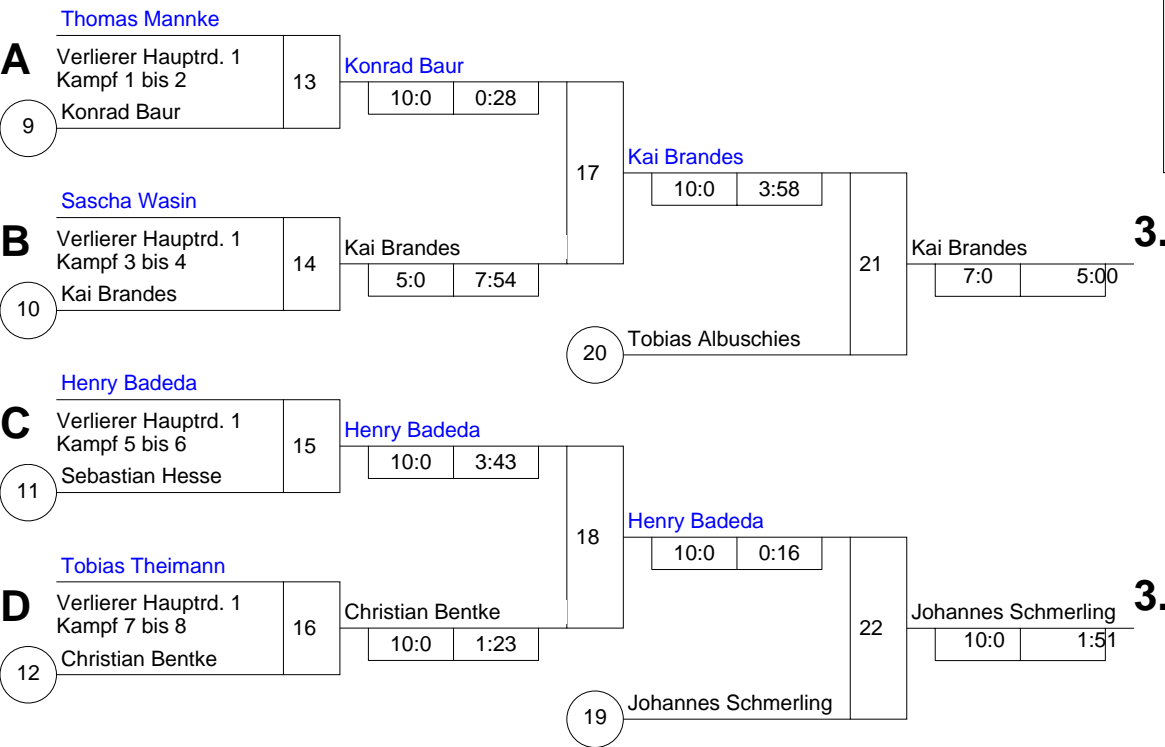 Thomas Mannke
A
Verlierer Hauptrd. 1
Kampf 1 bis 2
13
Konrad Baur
10:0 0:28
9
Konrad Baur
17
Kai Brandes
10:0 3:58
Sascha Wasin
B
Verlierer Hauptrd. 1
Kampf 3 bis 4
14
Kai Brandes
5:0 7:54
10
Kai Brandes
21
Kai Brandes
7:0 5:00
3.
20
Tobias Albuschies
Henry Badeda
C
Verlierer Hauptrd. 1
Kampf 5 bis 6
15
Henry Badeda
10:0 3:43
11
Sebastian Hesse
18
Henry Badeda
10:0 0:16
Tobias Theimann
D
Verlierer Hauptrd. 1
Kampf 7 bis 8
16
Christian Bentke
10:0 1:23
12
Christian Bentke
22
Johannes Schmerling
10:0 1:51
3.
19
Johannes Schmerling